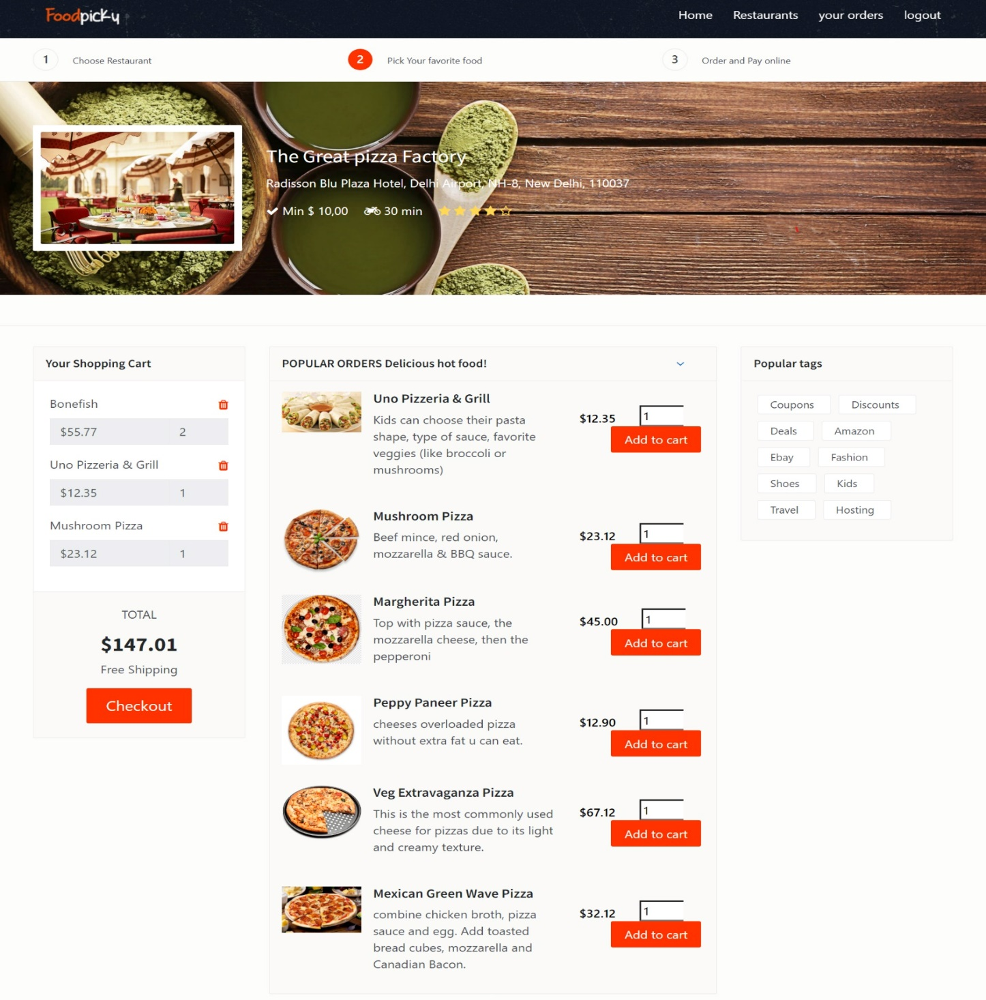 Foodpicky
Home Restaurants your orders logout
1 Choose Restaurant 2 Pick Your favorite food 3 Order and Pay online
The Great pizza Factory
Radisson Blu Plaza Hotel, Delhi Airport, NH-8, New Delhi, 110037
Min $ 10,00 30 min
Your Shopping Cart
Bonefish
$55.77 2
Uno Pizzeria & Grill
$12.35 1
Mushroom Pizza
$23.12 1
TOTAL
$147.01
Free Shipping
Checkout
POPULAR ORDERS Delicious hot food!
Uno Pizzeria & Grill
Kids can choose their pasta
shape, type of sauce, favorite
veggies (like broccoli or
mushrooms)
$12.35 1
Add to cart
Mushroom Pizza
Beef mince, red onion,
mozzarella & BBQ sauce.
$23.12 1
Add to cart
Margherita Pizza
Top with pizza sauce, the
mozzarella cheese, then the
pepperoni
$45.00 1
Add to cart
Peppy Paneer Pizza
cheeses overloaded pizza
without extra fat u can eat.
$12.90 1
Add to cart
Veg Extravaganza Pizza
This is the most commonly used
cheese for pizzas due to its light
and creamy texture.
$67.12 1
Add to cart
Mexican Green Wave Pizza
combine chicken broth, pizza
sauce and egg. Add toasted
bread cubes, mozzarella and
Canadian Bacon.
$32.12 1
Add to cart
Popular tags
Coupons Discounts
Deals Amazon
Ebay Fashion
Shoes Kids
Travel Hosting